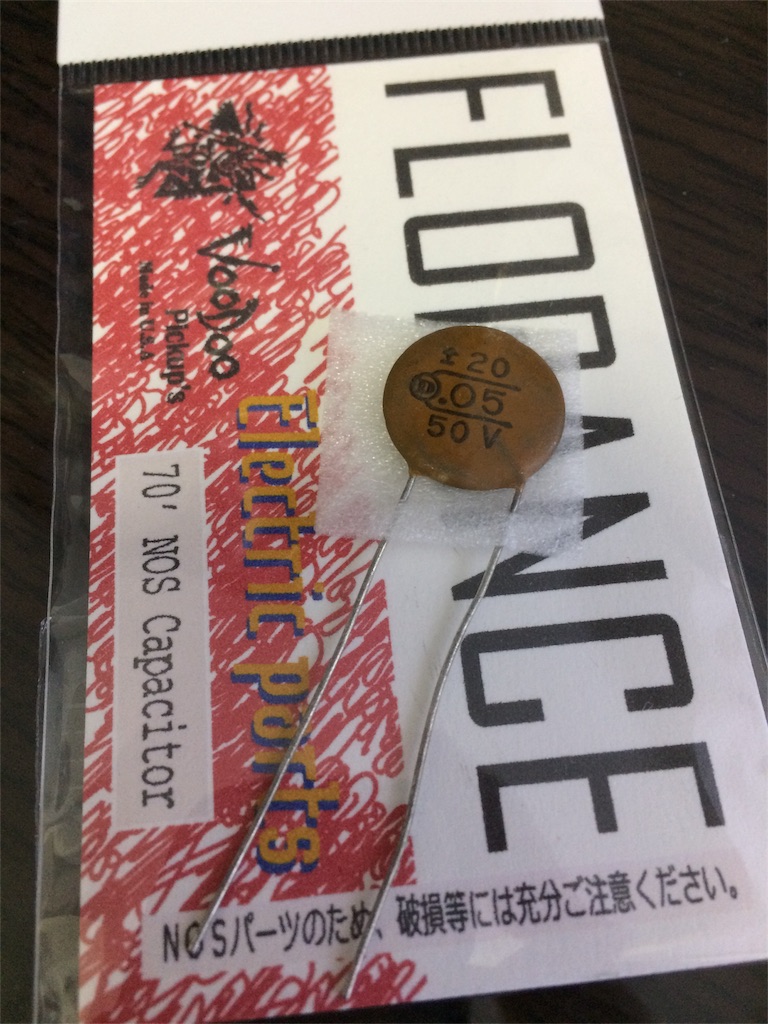 FLORANCE
VooDoo
Pickup's
Made in U.S.A
Electric parts
70' NOS Capacitor
± 20
.05
50 V
NOSパーツのため、破損等には充分ご注意ください。